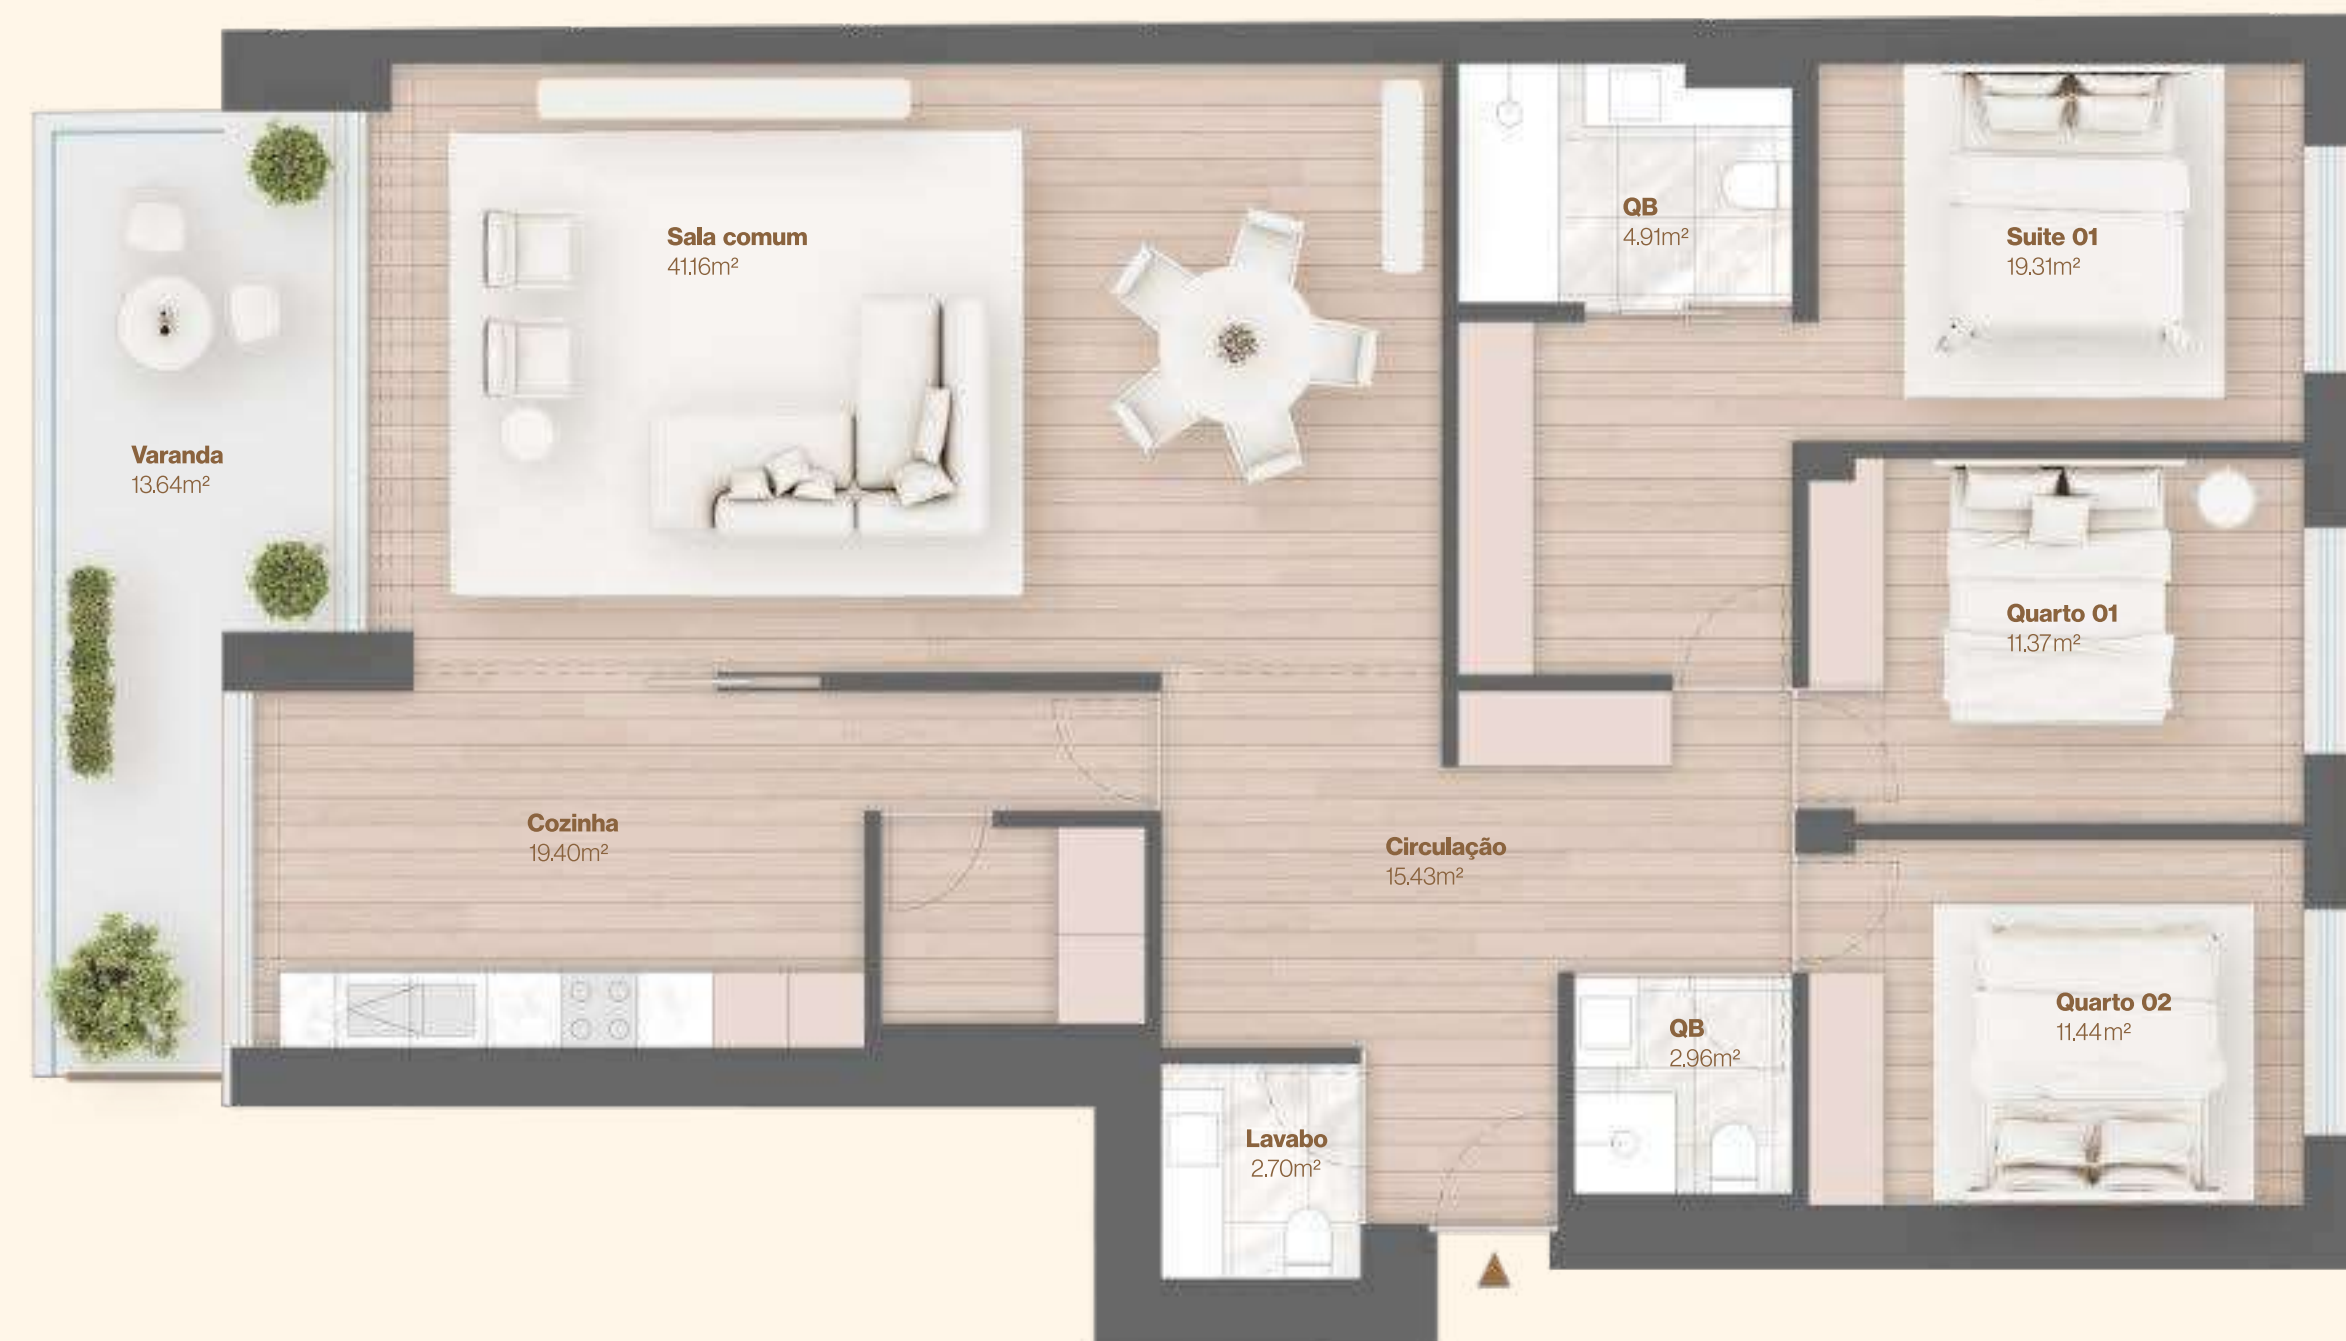 Sala comum
41.16m²
QB
4.91m²
Suite 01
19.31m²
Varanda
13.64m²
Quarto 01
11.37m²
Cozinha
19.40m²
Circulação
15.43m²
Quarto 02
11.44m²
QB
2.96m²
Lavabo
2.70m²